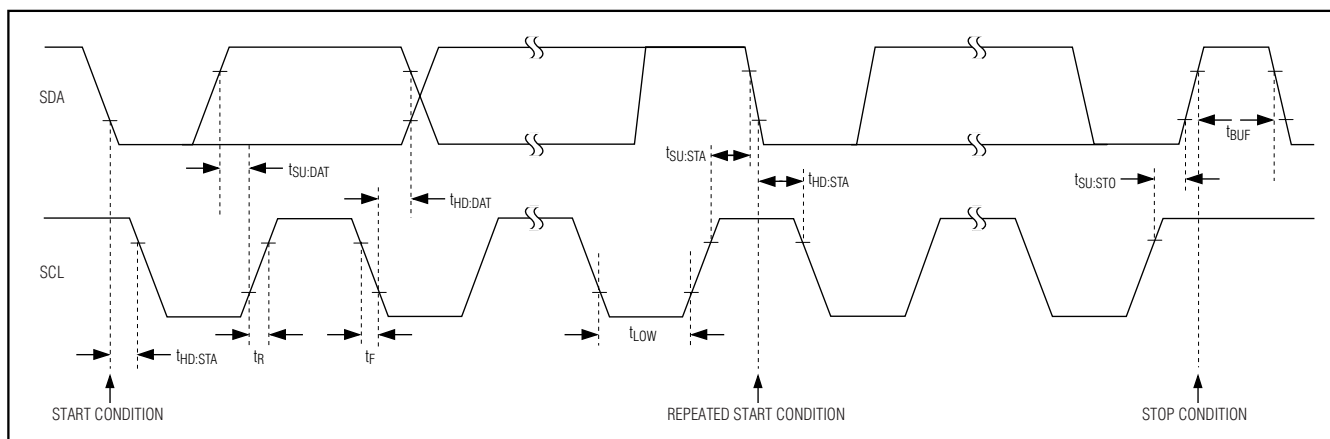 SDA
tSU:DAT
tHD:DAT
tSU:STA
tHD:STA
tSU:STO
tBUF
SCL
tHD:STA
tR
tF
tLOW
START CONDITION
REPEATED START CONDITION
STOP CONDITION